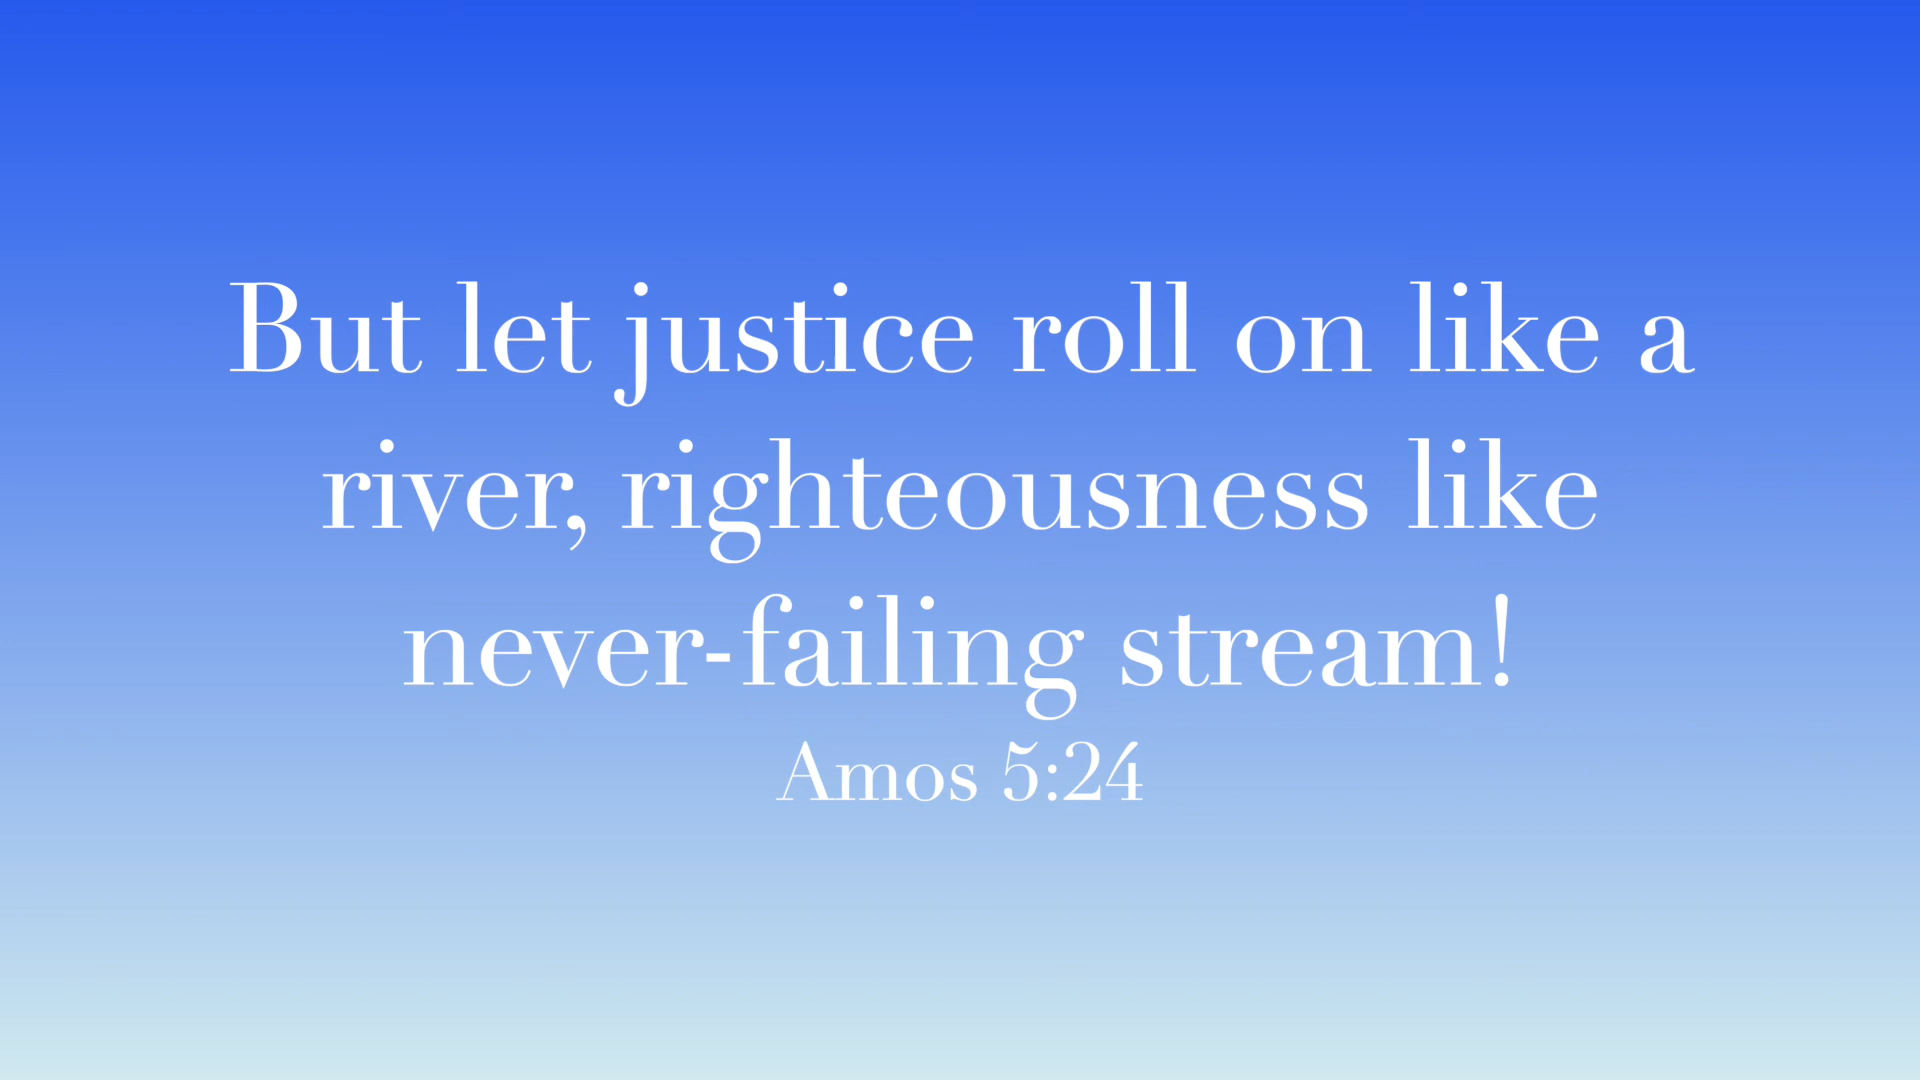 But let justice roll on like a
river, righteousness like
never-failing stream!
Amos 5:24